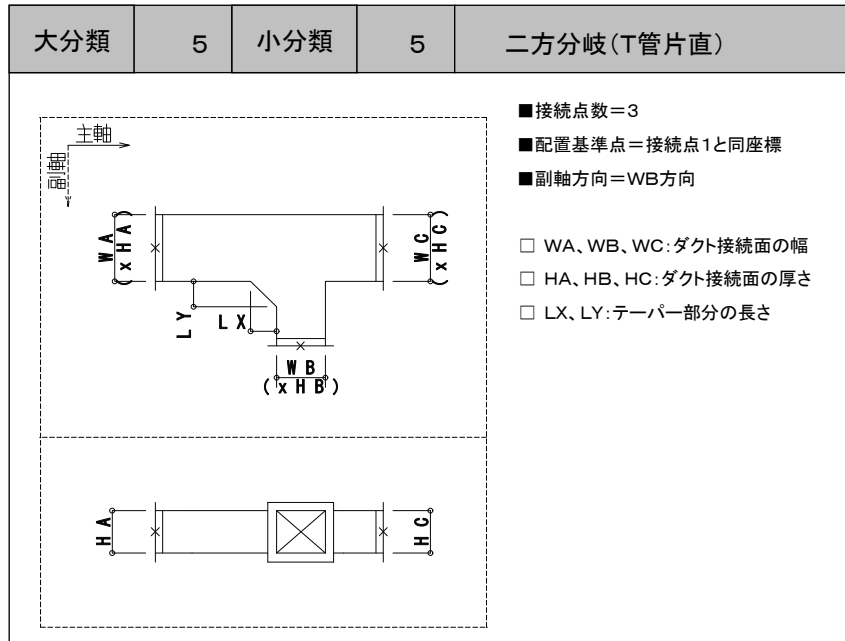 大分類 5 小分類 5 二方分岐(T管片直)
■接続点数=3
■配置基準点=接続点1と同座標
■副軸方向=WB方向
□ WA、WB、WC:ダクト接続面の幅
□ HA、HB、HC:ダクト接続面の厚さ
□ LX、LY:テーパー部分の長さ
主軸
副軸
WA
(xHA)
WC
(xHC)
LY
LX
WB
(xHB)
HA
HC